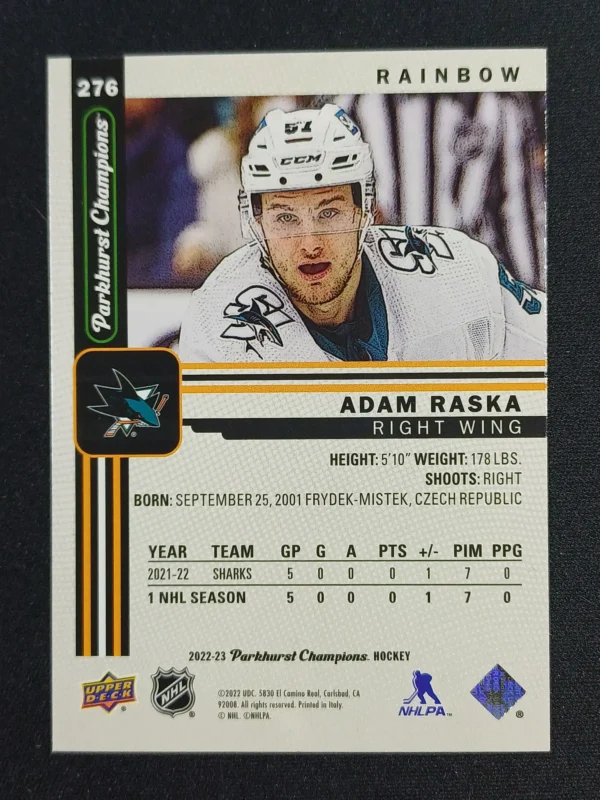 276
RAINBOW
Parkhurst Champions
57
CCM
SJ
5
ADAM RASKA
RIGHT WING
HEIGHT: 5'10" WEIGHT: 178 LBS.
SHOOTS: RIGHT
BORN: SEPTEMBER 25, 2001 FRYDEK-MISTEK, CZECH REPUBLIC
YEAR TEAM GP G A PTS +/- PIM PPG
2021-22 SHARKS 5 0 0 0 1 7 0
1 NHL SEASON 5 0 0 0 1 7 0
2022-23 Parkhurst Champions. HOCKEY
UPPER DECK ®
NHL ®
©2022 UDC. 5830 El Camino Real, Carlsbad, CA
92008. All rights reserved. Printed in Italy.
© NHL. ©NHLPA.
NHLPA™
®